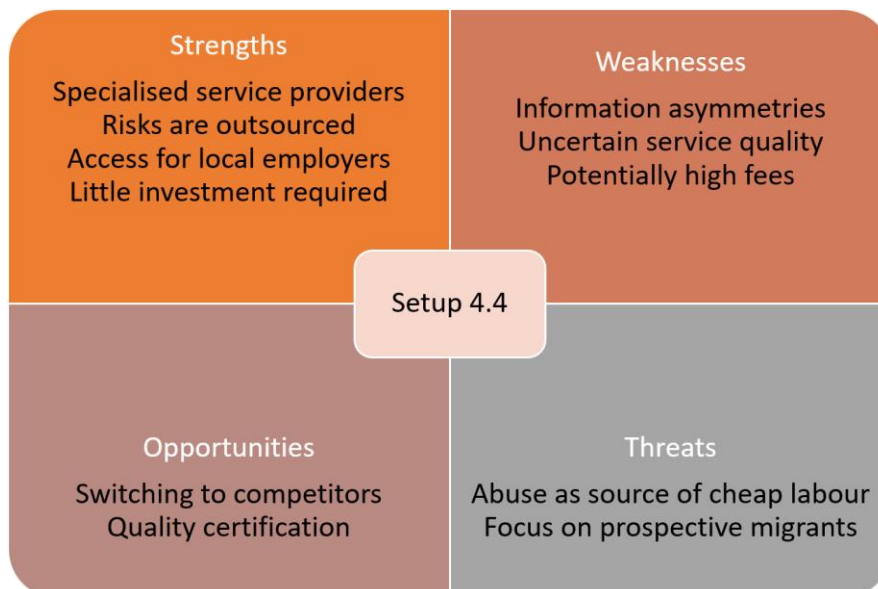 Strengths
Specialised service providers
Risks are outsourced
Access for local employers
Little investment required
Weaknesses
Information asymmetries
Uncertain service quality
Potentially high fees
Setup 4.4
Opportunities
Switching to competitors
Quality certification
Threats
Abuse as source of cheap labour
Focus on prospective migrants